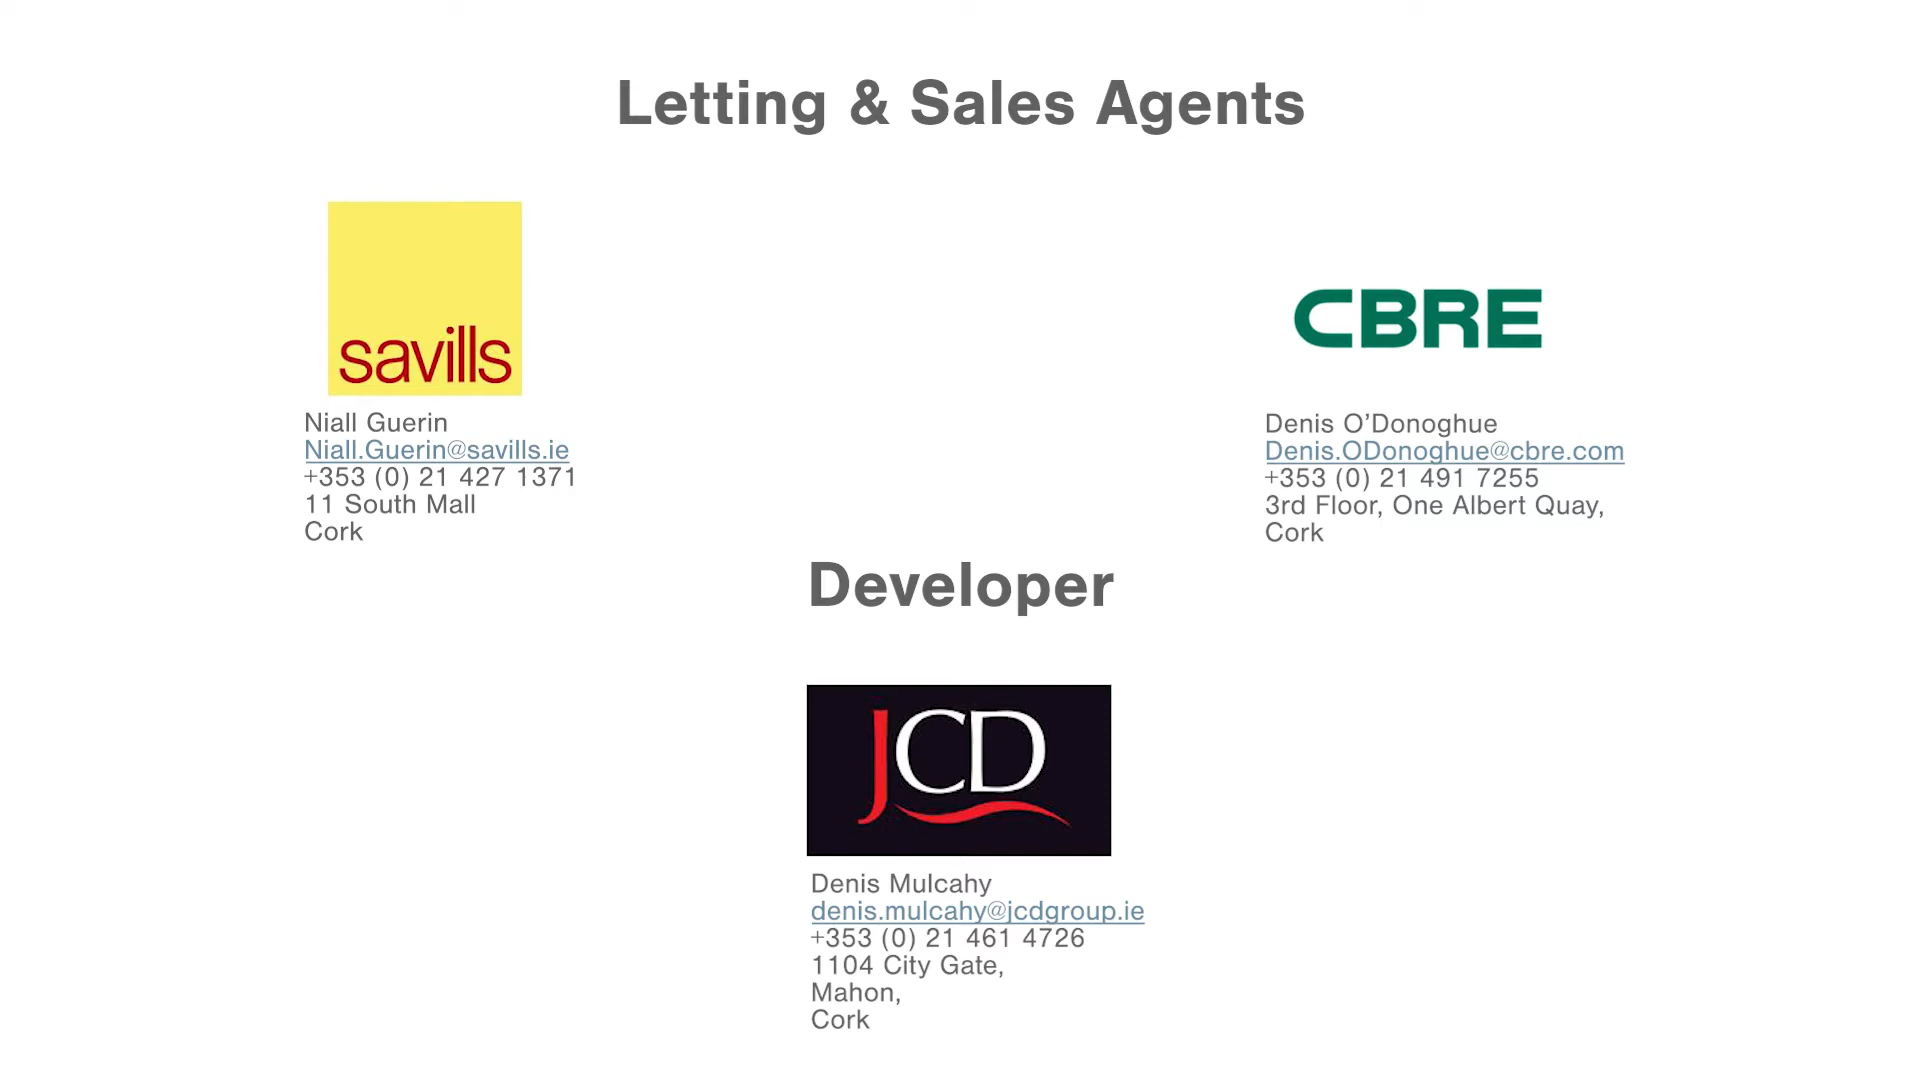 Letting & Sales Agents
savills
Niall Guerin
Niall.Guerin@savills.ie
+353 (0) 21 427 1371
11 South Mall
Cork
CBRE
Denis O’Donoghue
Denis.ODonoghue@cbre.com
+353 (0) 21 491 7255
3rd Floor, One Albert Quay,
Cork
Developer
JCD
Denis Mulcahy
denis.mulcahy@jcdgroup.ie
+353 (0) 21 461 4726
1104 City Gate,
Mahon,
Cork